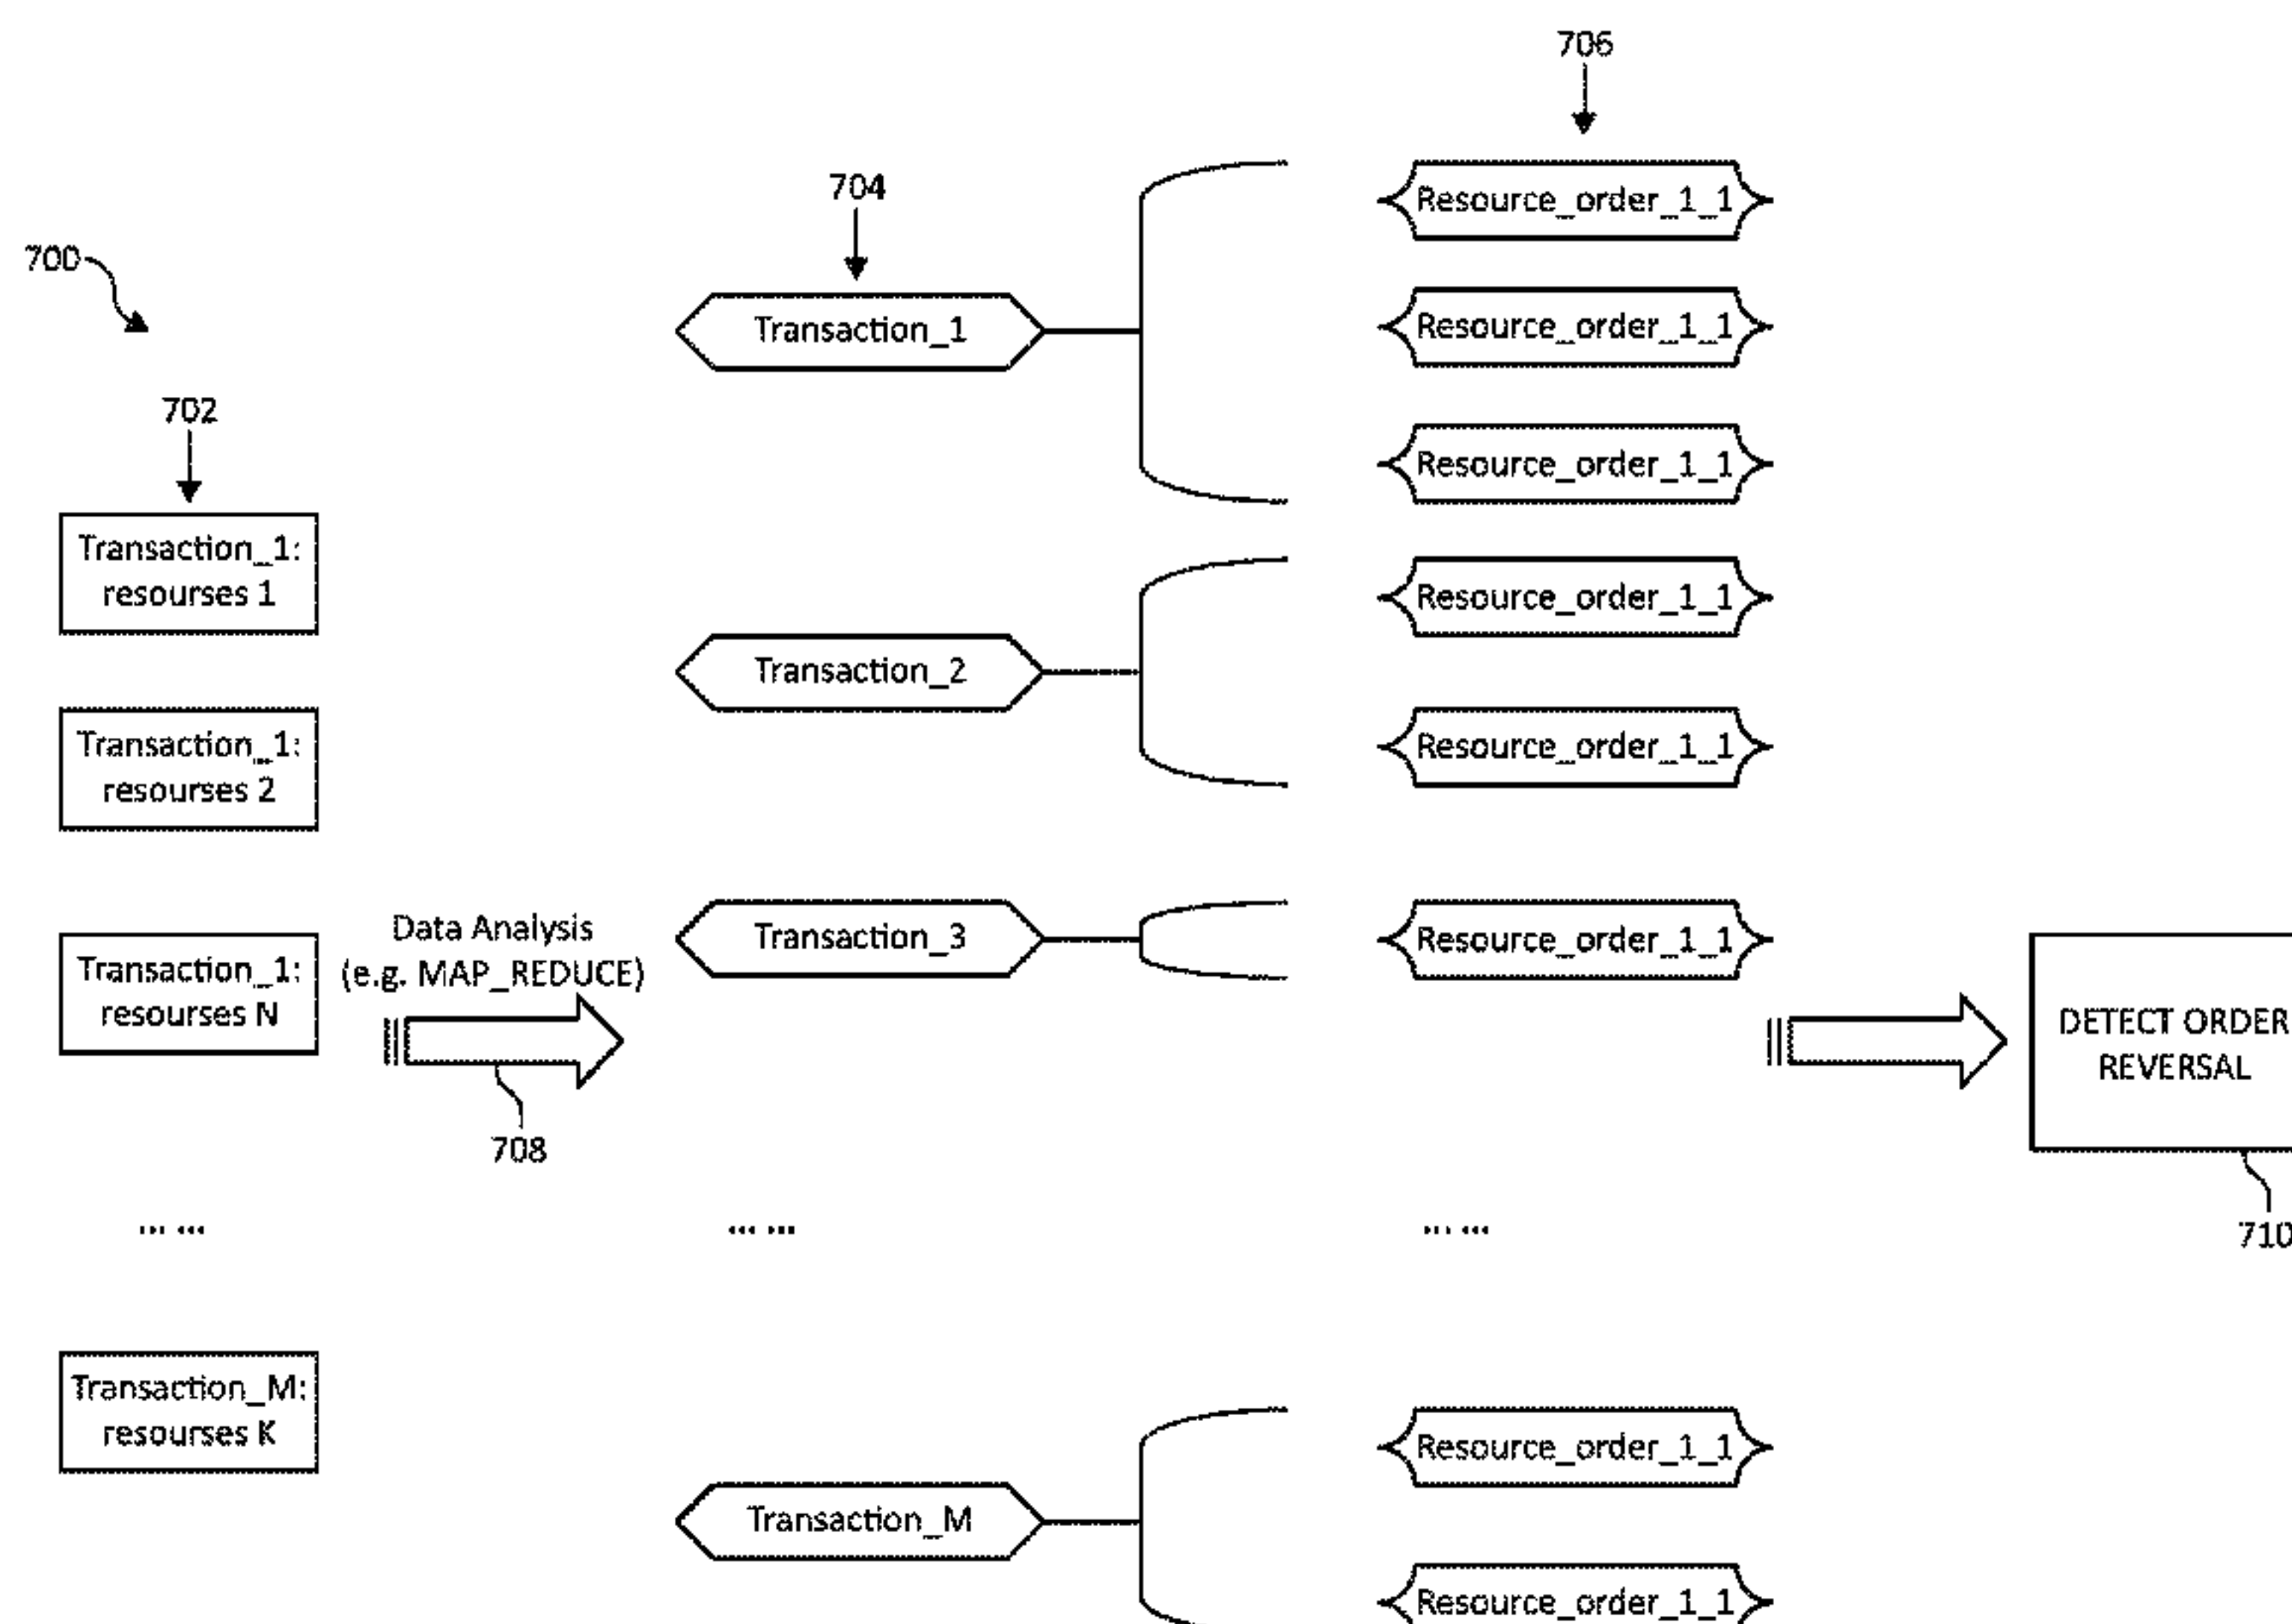 706
704
700
702
Resource_order_1_1
Transaction_1
Resource_order_1_1
Resource_order_1_1
Transaction_1:
resourses 1
Resource_order_1_1
Transaction_2
Transaction_1:
resourses 2
Resource_order_1_1
Transaction_3
Resource_order_1_1
Data Analysis
(e.g. MAP_REDUCE)
Transaction_1:
resourses N
708
DETECT ORDER
REVERSAL
710
... ...
... ...
... ...
Transaction_M:
resourses K
Resource_order_1_1
Transaction_M
Resource_order_1_1